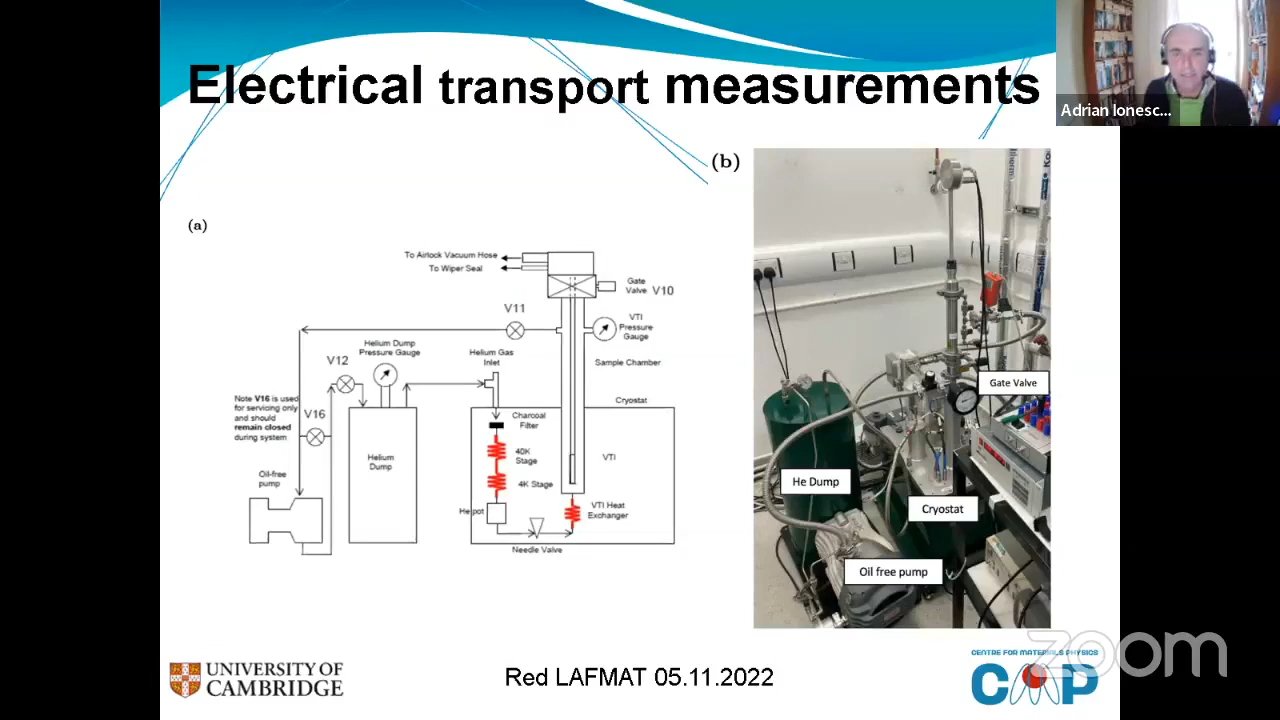 Electrical transport measurements
Adrian Ionesc...
(b)
(a)
To Airlock Vacuum Hose
To Wiper Seal
Gate
Valve V10
V11
VTI
Pressure
Gauge
Helium Dump
Pressure Gauge
Helium Gas
Inlet
Sample Chamber
V12
Cryostat
Note V16 is used
for servicing only
and should
remain closed
during system
V16
Charcoal
Filter
40K
Stage
4K Stage
VTI
Helium
Dump
Oil-free
pump
He pot
VTI Heat
Exchanger
Needle Valve
Gate Valve
He Dump
Cryostat
Oil free pump
UNIVERSITY OF
CAMBRIDGE
Red LAFMAT 05.11.2022
CENTRE FOR MATERIALS PHYSICS
CMP
zoom